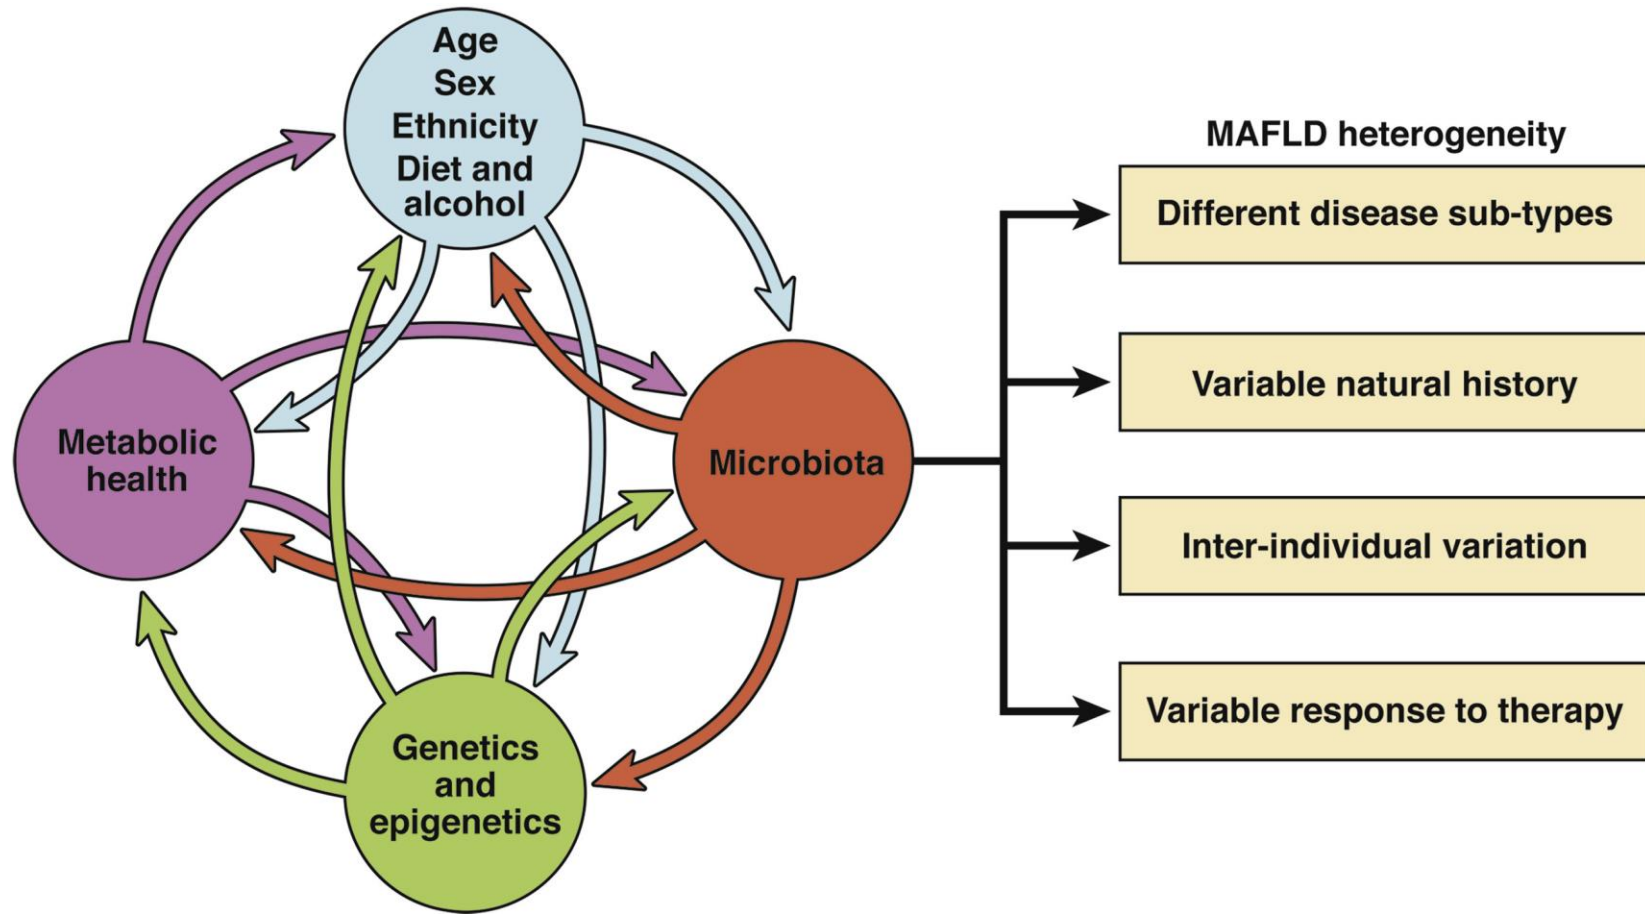 Age
Sex
Ethnicity
Diet and
alcohol
Metabolic
health
Microbiota
Genetics
and
epigenetics
MAFLD heterogeneity
Different disease sub-types
Variable natural history
Inter-individual variation
Variable response to therapy